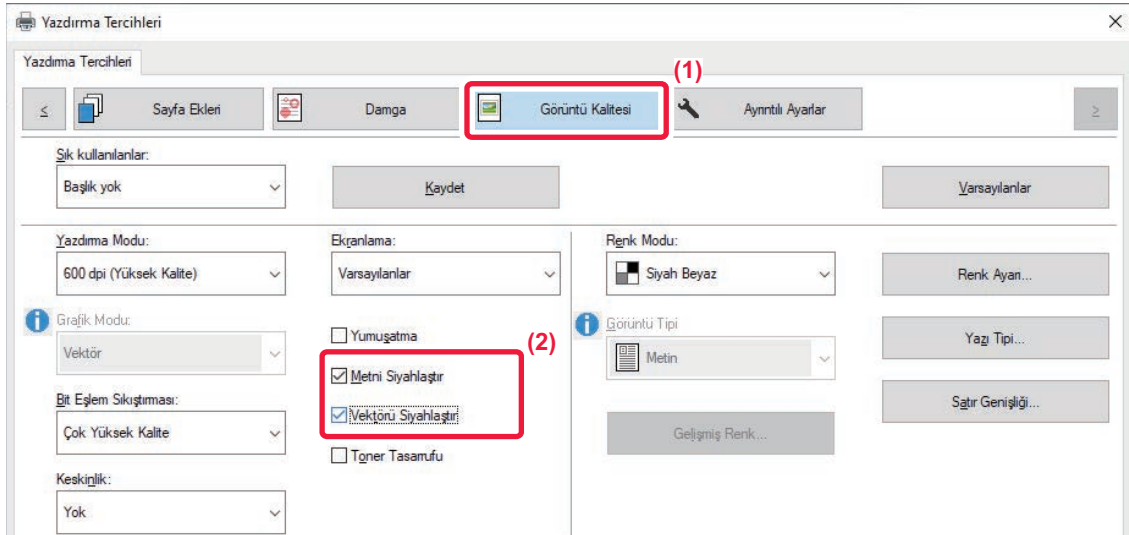 Yazdırma Tercihleri
Yazdırma Tercihleri
(1)
< Sayfa Ekleri Damga Görüntü Kalitesi Ayrıntılı Ayarlar >
Sık kullanılanlar:
Başlık yok Kaydet Varsayılanlar
Yazdırma Modu: Ekranlama: Renk Modu:
600 dpi (Yüksek Kalite) Varsayılanlar Siyah Beyaz Renk Ayarı...
Grafik Modu: Yumuşatma (2) Görüntü Tipi
Vektör Metin Yazı Tipi...
Metni Siyahlaştır
Bit Eşlem Sıkıştırması: Vektörü Siyahlaştır Satır Genişliği...
Çok Yüksek Kalite Gelişmiş Renk...
Toner Tasarrufu
Keskinlik:
Yok